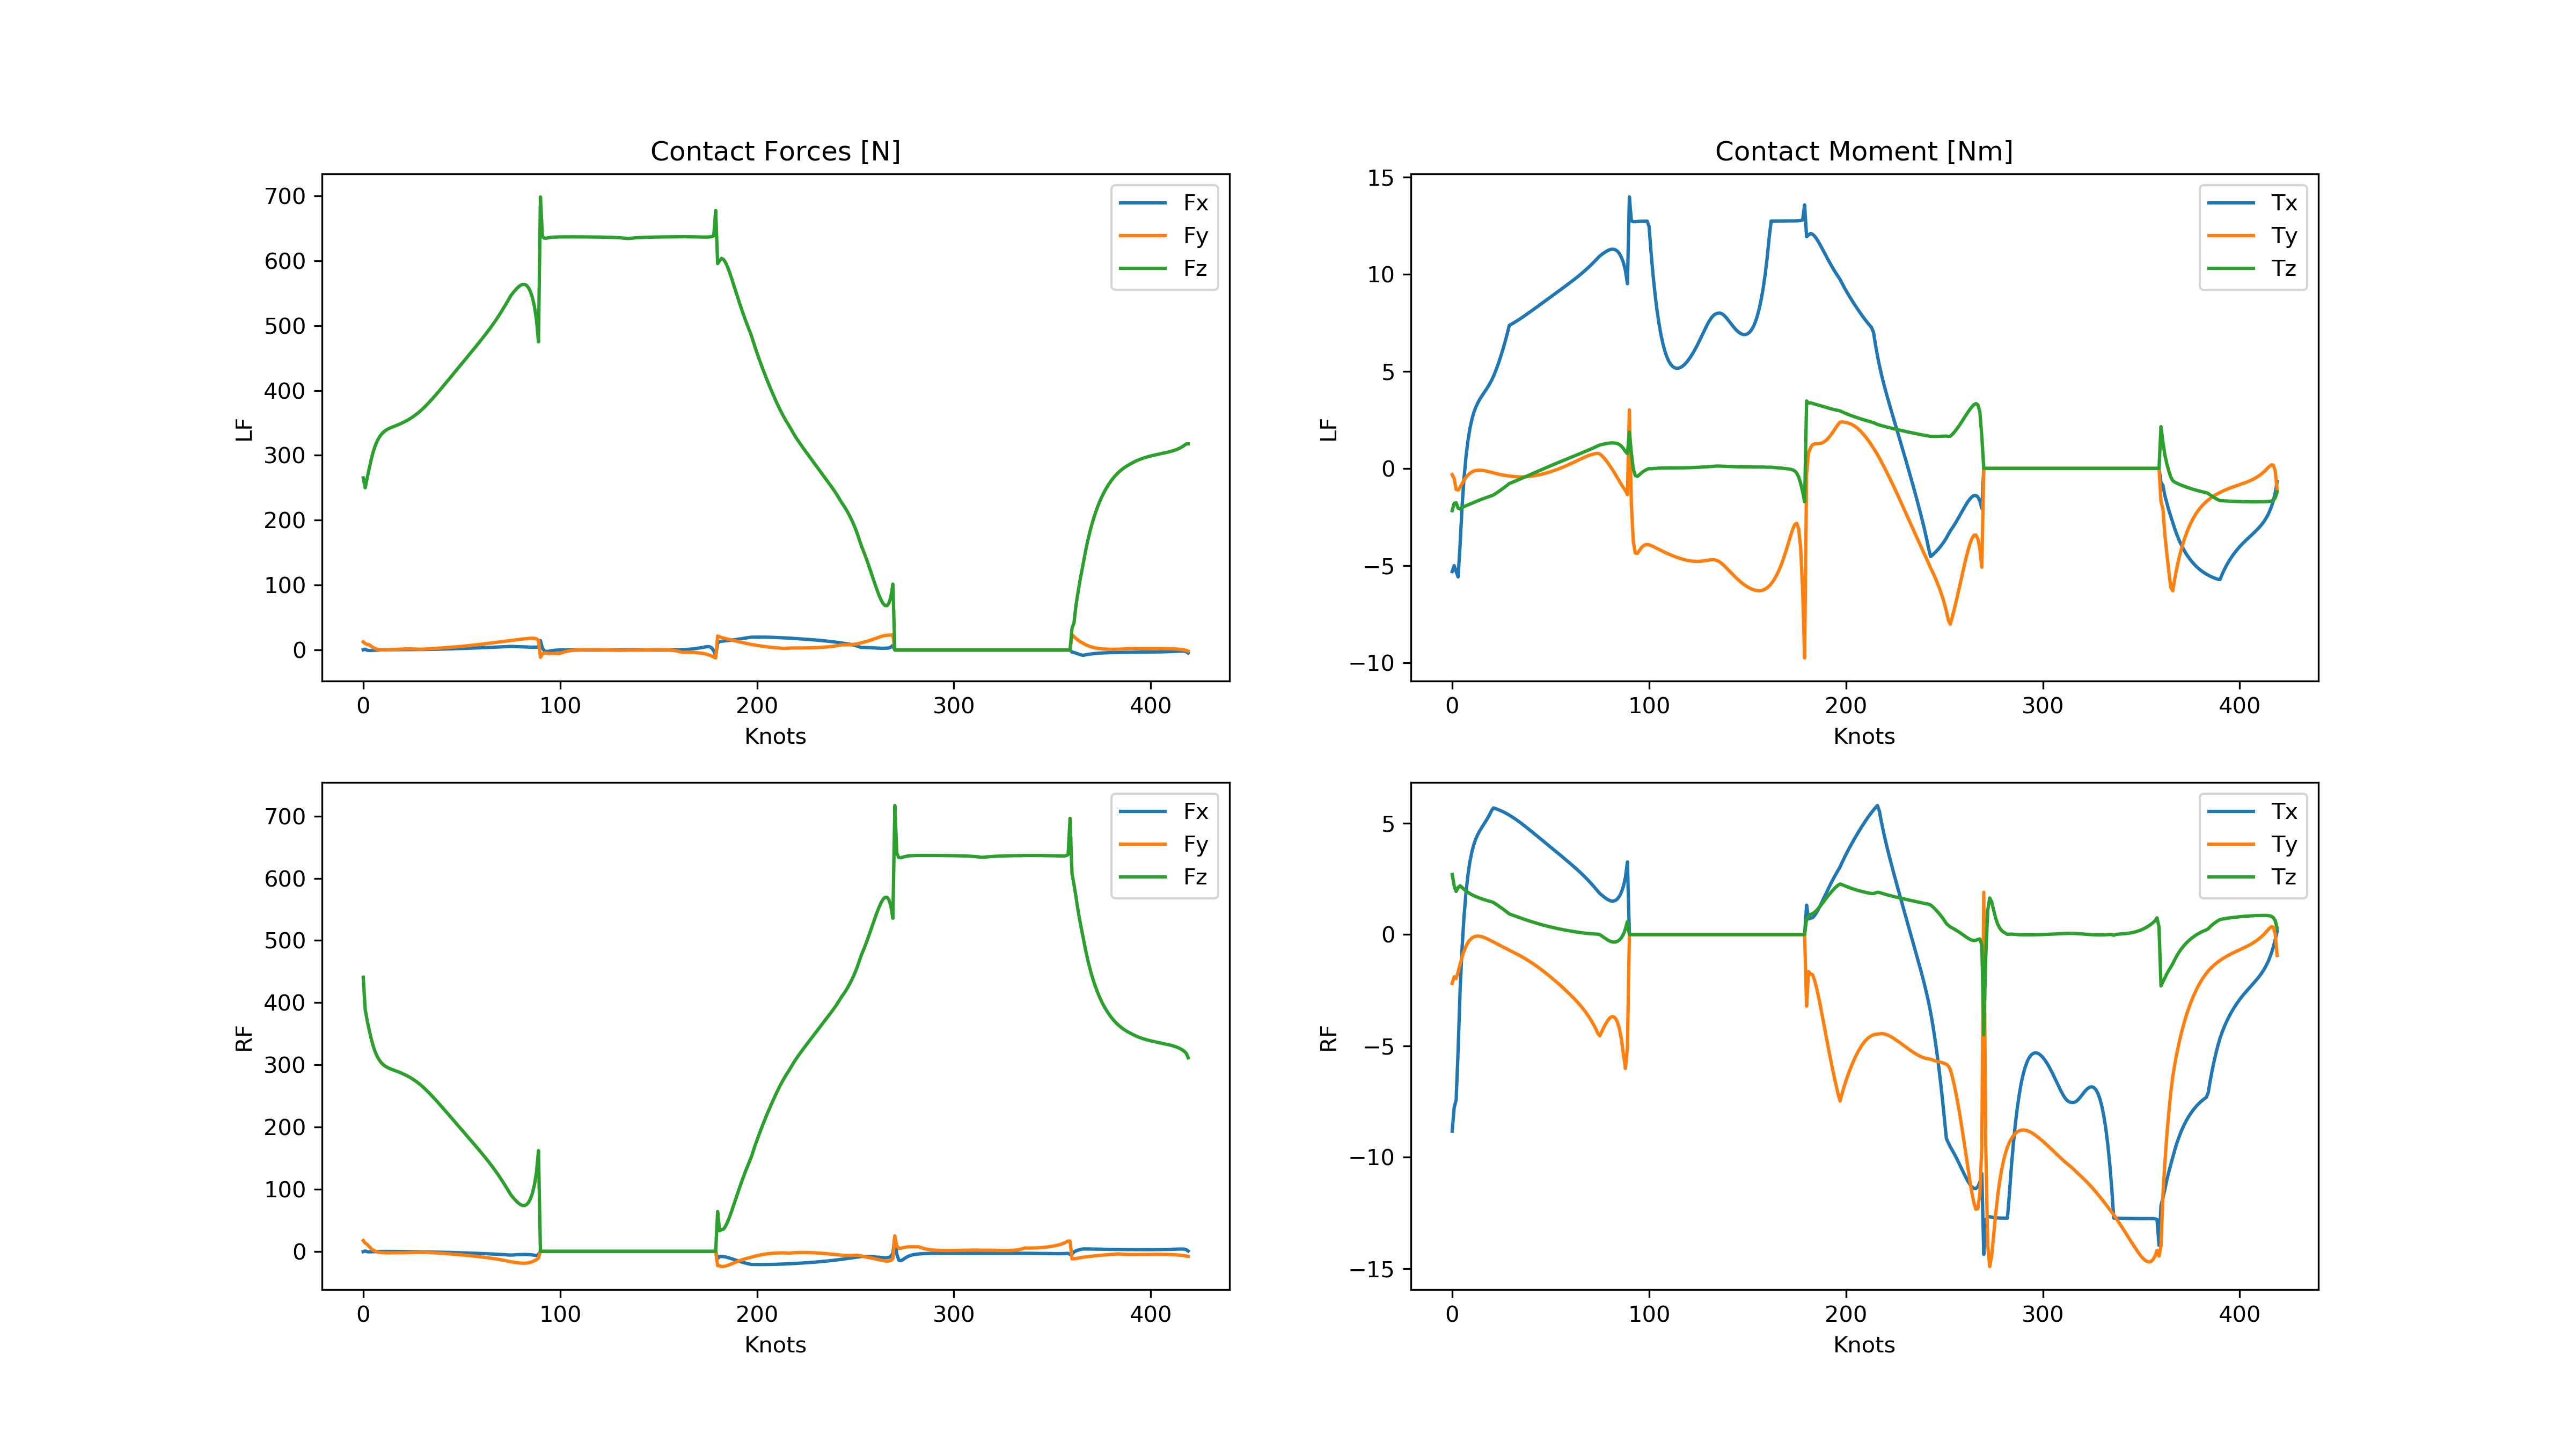 Contact Forces [N]
700
600
500
400
300
200
100
0
LF
0 100 200 300 400
Knots
Fx
Fy
Fz
Contact Moment [Nm]
15
10
5
0
−5
−10
LF
0 100 200 300 400
Knots
Tx
Ty
Tz
700
600
500
400
300
200
100
0
RF
0 100 200 300 400
Knots
Fx
Fy
Fz
5
0
−5
−10
−15
RF
0 100 200 300 400
Knots
Tx
Ty
Tz